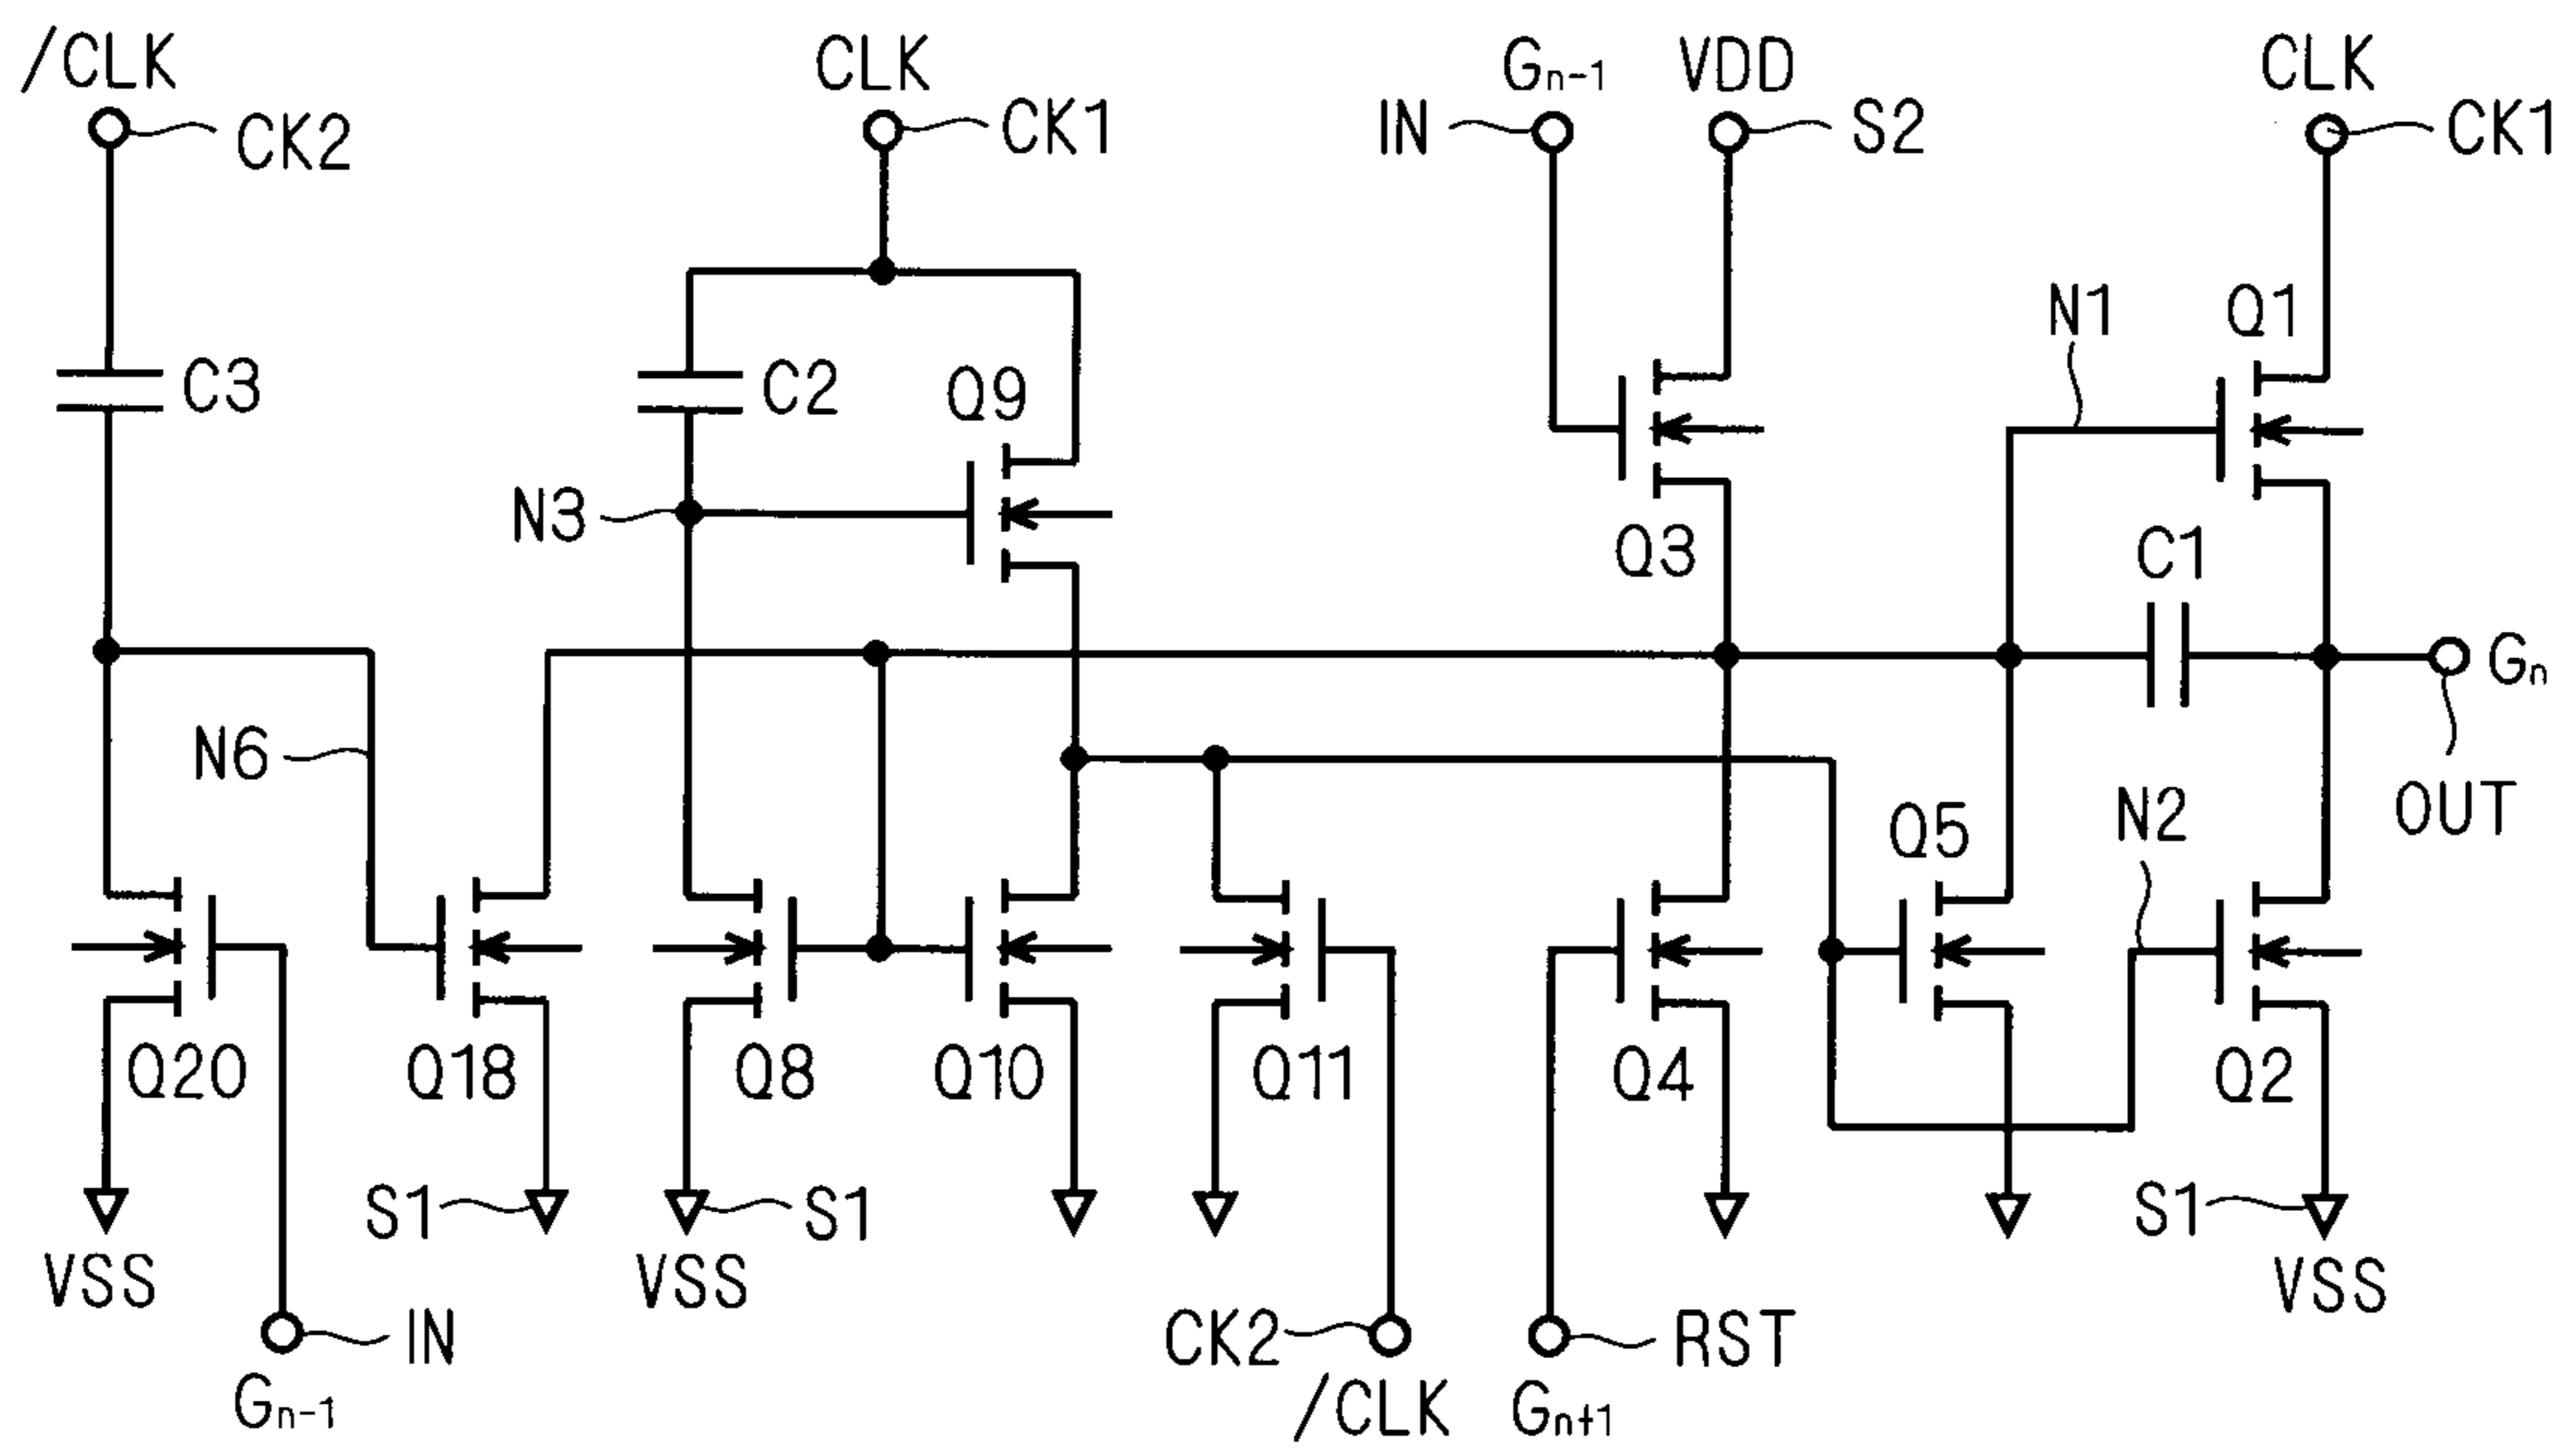 /CLK CLK Gn-1 VDD CLK
CK2 CK1 IN S2 CK1
N1 Q1
C3 C2 Q9
N3 Q3 C1
Gn
N6 Q5 N2 OUT
Q20 Q18 Q8 Q10 Q11 Q4 Q2
S1 S1 S1
VSS VSS VSS
IN CK2 RST
Gn-1 /CLK Gn+1